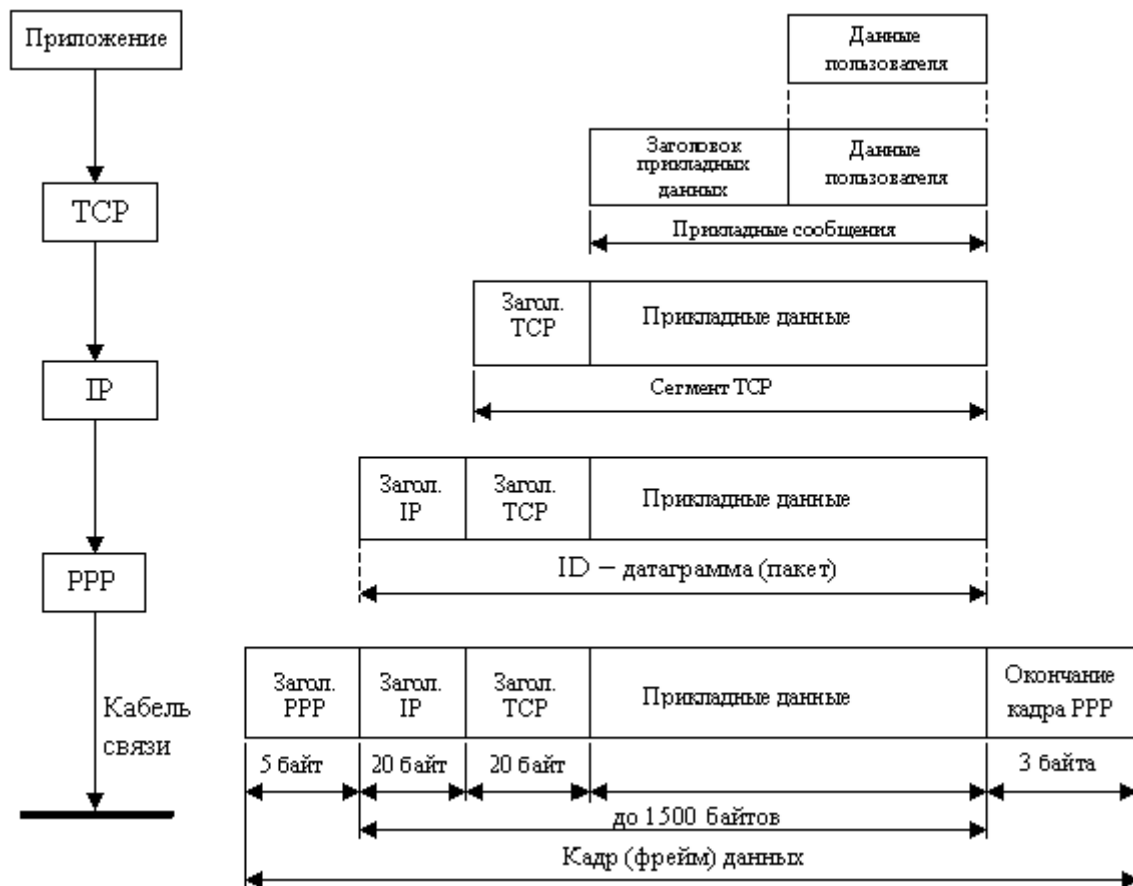 Приложение
Данные
пользователя
Заголовок
прикладных
данных
Данные
пользователя
TCP
Прикладные сообщения
Загол.
TCP
Прикладные данные
IP
Сегмент TCP
Загол.
IP
Загол.
TCP
Прикладные данные
PPP
ID – датаграмма (пакет)
Кабель
связи
Загол.
PPP
Загол.
IP
Загол.
TCP
Прикладные данные
Окончание
кадра PPP
5 байт
20 байт
20 байт
3 байта
до 1500 байтов
Кадр (фрейм) данных